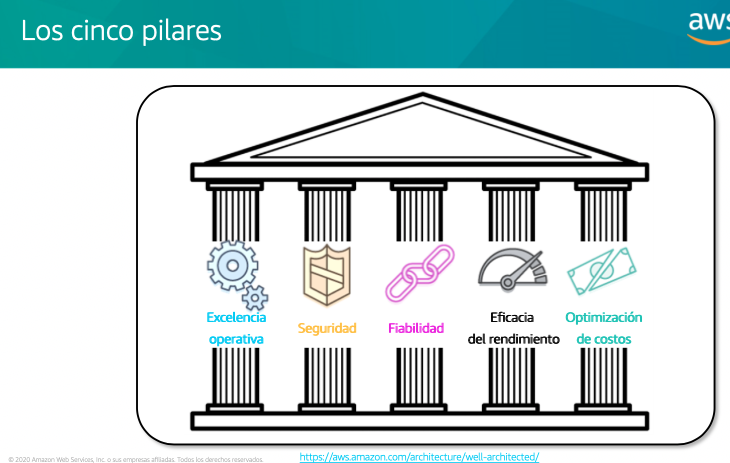 Los cinco pilares
aws
Excelencia
operativa
Seguridad
Fiabilidad
Eficacia
del rendimiento
Optimización
de costos
© 2020 Amazon Web Services, Inc. o sus empresas afiliadas. Todos los derechos reservados.
https://aws.amazon.com/architecture/well-architected/